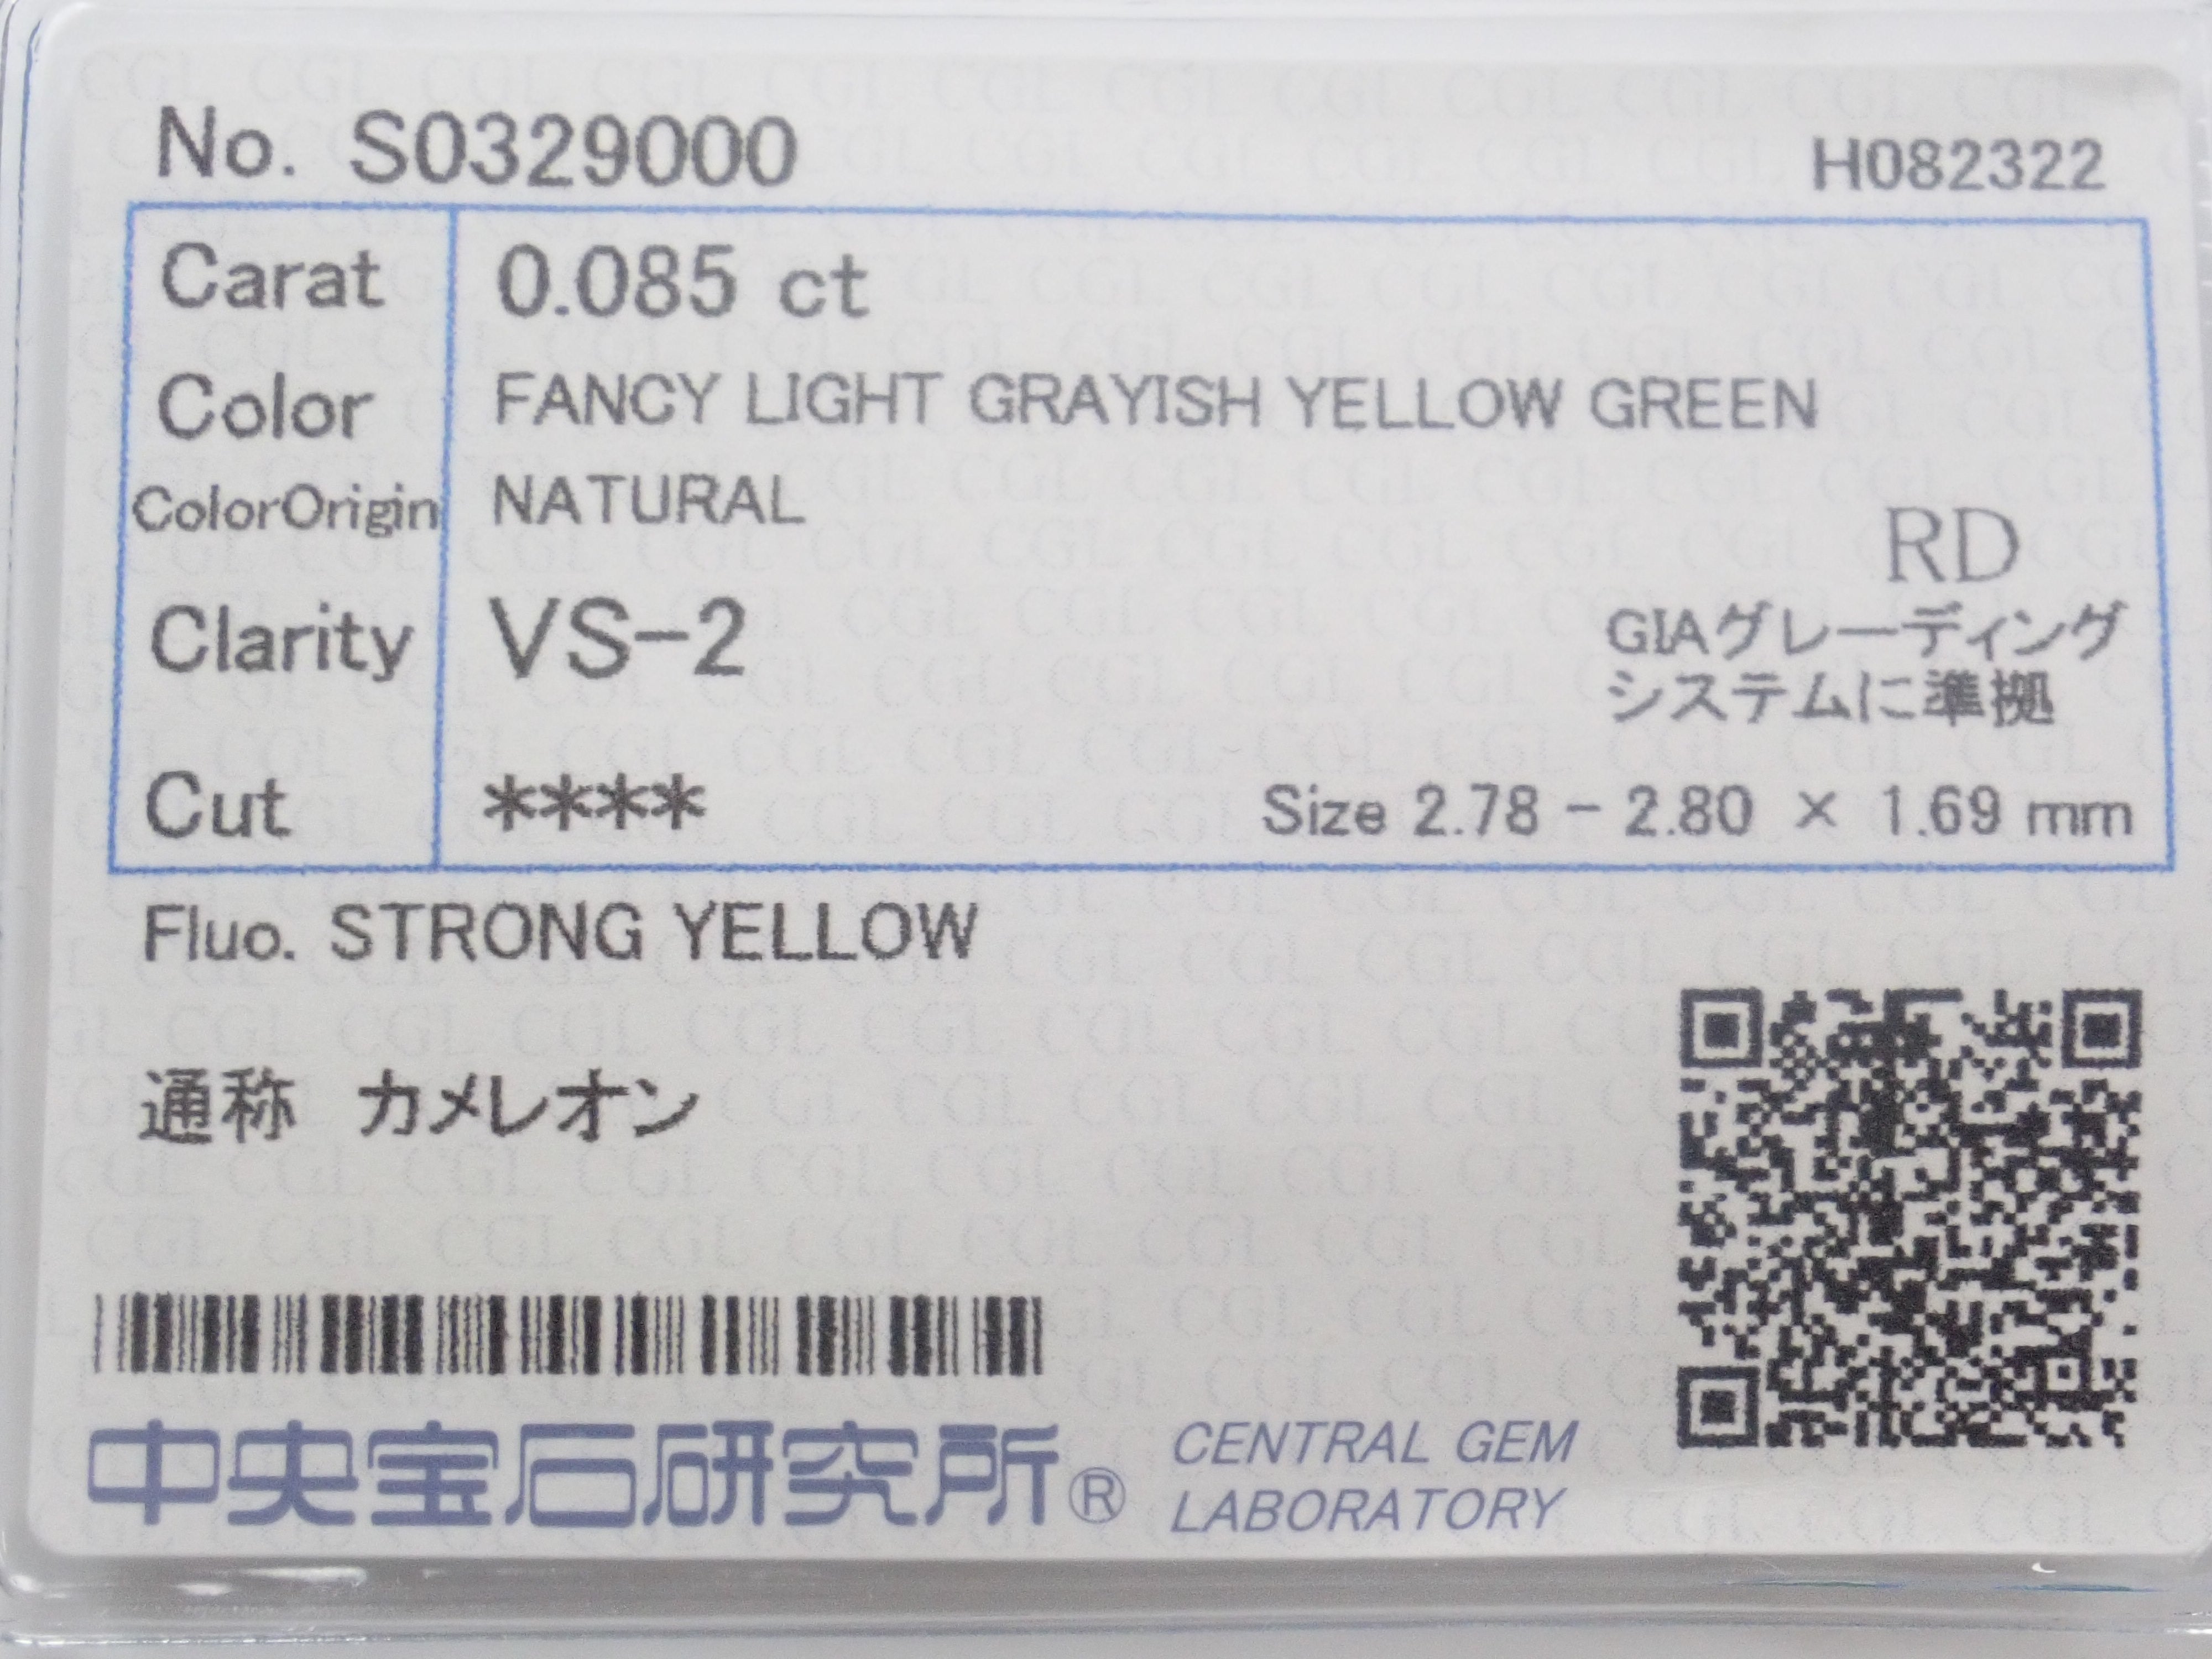 No. S0329000
H082322
Carat 0.085 ct
Color FANCY LIGHT GRAYISH YELLOW GREEN
ColorOrigin NATURAL
RD
Clarity VS-2
GIAグレーディング
システムに準拠
Cut ****
Size 2.78 - 2.80 × 1.69 mm
Fluo. STRONG YELLOW
通称 カメレオン
中央宝石研究所®
CENTRAL GEM
LABORATORY